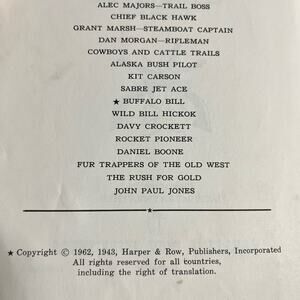 ALEC MAJORS—TRAIL BOSS
CHIEF BLACK HAWK
GRANT MARSH—STEAMBOAT CAPTAIN
DAN MORGAN—RIFLEMAN
COWBOYS AND CATTLE TRAILS
ALASKA BUSH PILOT
KIT CARSON
SABRE JET ACE
★ BUFFALO BILL
WILD BILL HICKOK
DAVY CROCKETT
ROCKET PIONEER
DANIEL BOONE
FUR TRAPPERS OF THE OLD WEST
THE RUSH FOR GOLD
JOHN PAUL JONES
★ Copyright © 1962, 1943, Harper & Row, Publishers, Incorporated
All rights reserved for all countries,
including the right of translation.